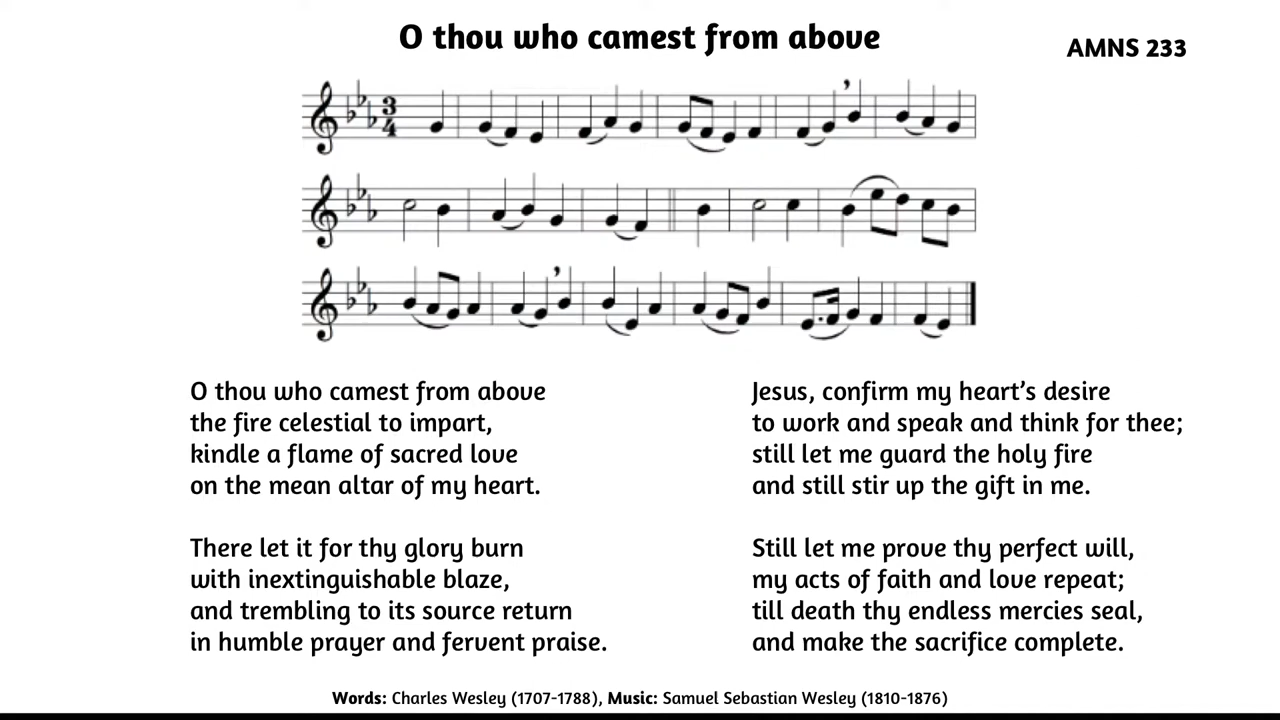 O thou who camest from above
AMNS 233
3
4
O thou who camest from above
the fire celestial to impart,
kindle a flame of sacred love
on the mean altar of my heart.
There let it for thy glory burn
with inextinguishable blaze,
and trembling to its source return
in humble prayer and fervent praise.
Jesus, confirm my heart’s desire
to work and speak and think for thee;
still let me guard the holy fire
and still stir up the gift in me.
Still let me prove thy perfect will,
my acts of faith and love repeat;
till death thy endless mercies seal,
and make the sacrifice complete.
Words: Charles Wesley (1707-1788), Music: Samuel Sebastian Wesley (1810-1876)